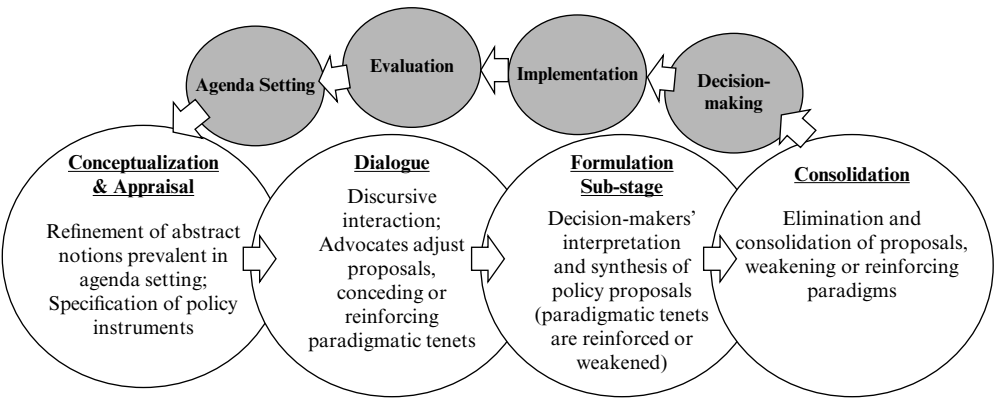 Agenda Setting
Evaluation
Implementation
Decision-
making
Conceptualization
& Appraisal
Refinement of abstract
notions prevalent in
agenda setting;
Specification of policy
instruments
Dialogue
Discursive
interaction;
Advocates adjust
proposals,
conceding or
reinforcing
paradigmatic tenets
Formulation
Sub-stage
Decision-makers’
interpretation
and synthesis of
policy proposals
(paradigmatic tenets
are reinforced or
weakened)
Consolidation
Elimination and
consolidation of proposals,
weakening or reinforcing
paradigms